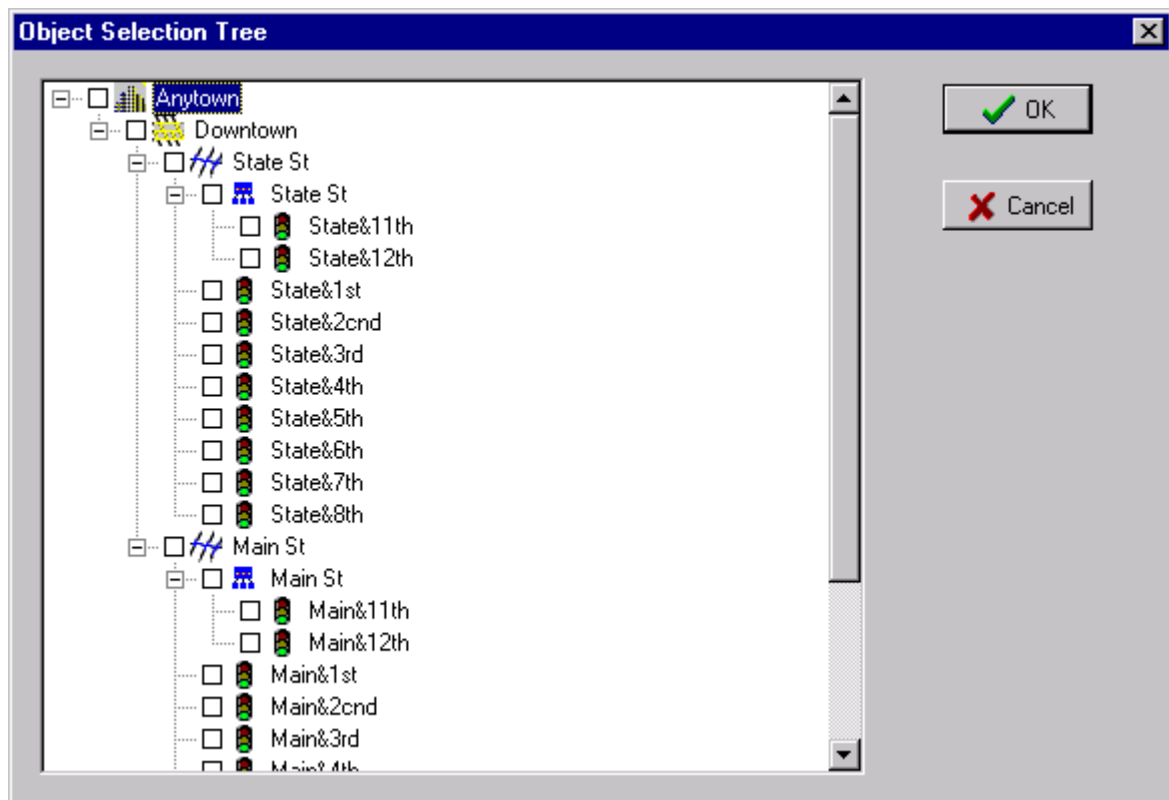 Object Selection Tree
Anytown
Downtown
State St
State St
State&11th
State&12th
State&1st
State&2cnd
State&3rd
State&4th
State&5th
State&6th
State&7th
State&8th
Main St
Main St
Main&11th
Main&12th
Main&1st
Main&2cnd
Main&3rd
Main&4th
OK
Cancel